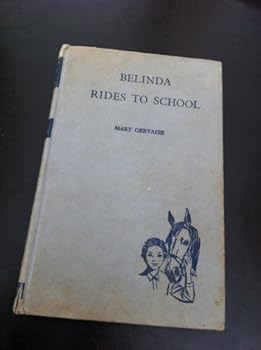 BELINDA
RIDES TO SCHOOL
MARY GERVAISE